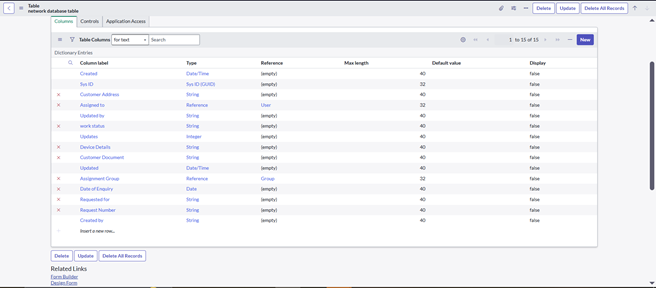 Table
network database table
Delete Update Delete All Records
Columns Controls Application Access
Table Columns for text Search 1 to 15 of 15 New
Dictionary Entries
Column label Type Reference Max length Default value Display
Created Date/Time (empty) 40 false
Sys ID Sys ID (GUID) (empty) 32 false
Customer Address String (empty) 40 false
Assigned to Reference User 32 false
Updated by String (empty) 40 false
work status String (empty) 40 false
Updates Integer (empty) 40 false
Device Details String (empty) 40 false
Customer Document String (empty) 40 false
Updated Date/Time (empty) 40 false
Assignment Group Reference Group 32 false
Date of Enquiry Date (empty) 40 false
Requested for String (empty) 40 false
Request Number String (empty) 40 false
Created by String (empty) 40 false
Insert a new row...
Delete Update Delete All Records
Related Links
Form Builder
Design Form